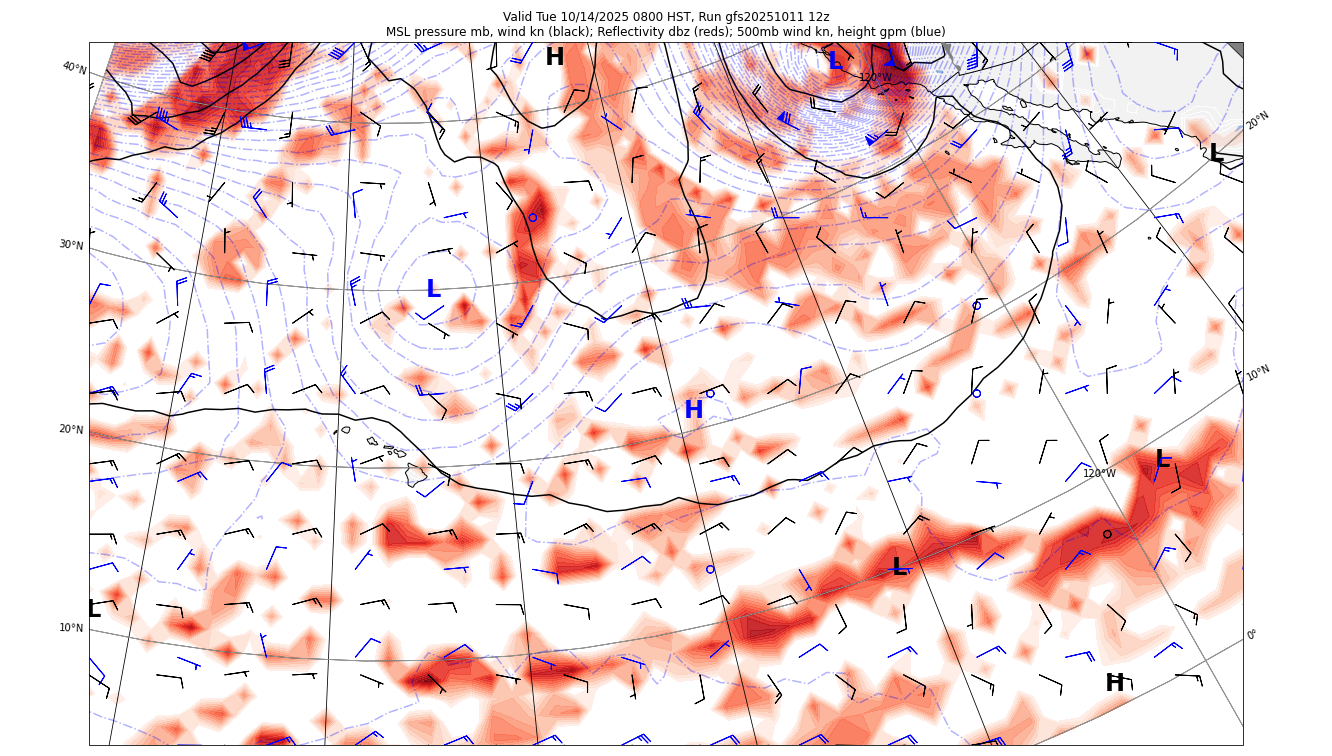 Valid Tue 10/14/2025 0800 HST, Run gfs20251011 12z
MSL pressure mb, wind kn (black); Reflectivity dbz (reds); 500mb wind kn, height gpm (blue)
H
L
120°W
40°N
20°N
L
30°N
L
10°N
H
20°N
L
120°W
L
L
10°N
0°
H